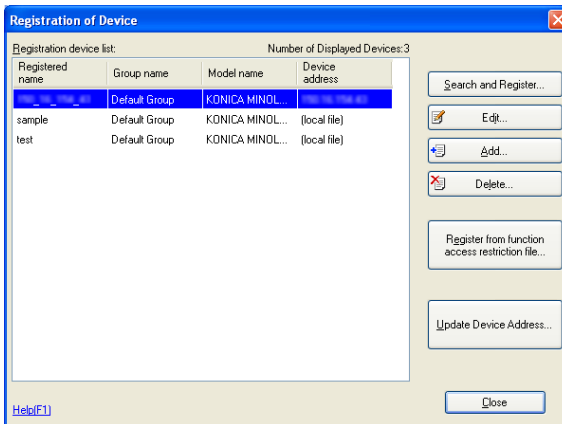 Registration of Device
Registration device list: Number of Displayed Devices:3
Registered name Group name Model name Device address
Default Group KONICA MINOL...
sample Default Group KONICA MINOL... (local file)
test Default Group KONICA MINOL... (local file)
Search and Register...
Edit...
Add...
Delete...
Register from function
access restriction file...
Update Device Address...
Close
Help(F1)